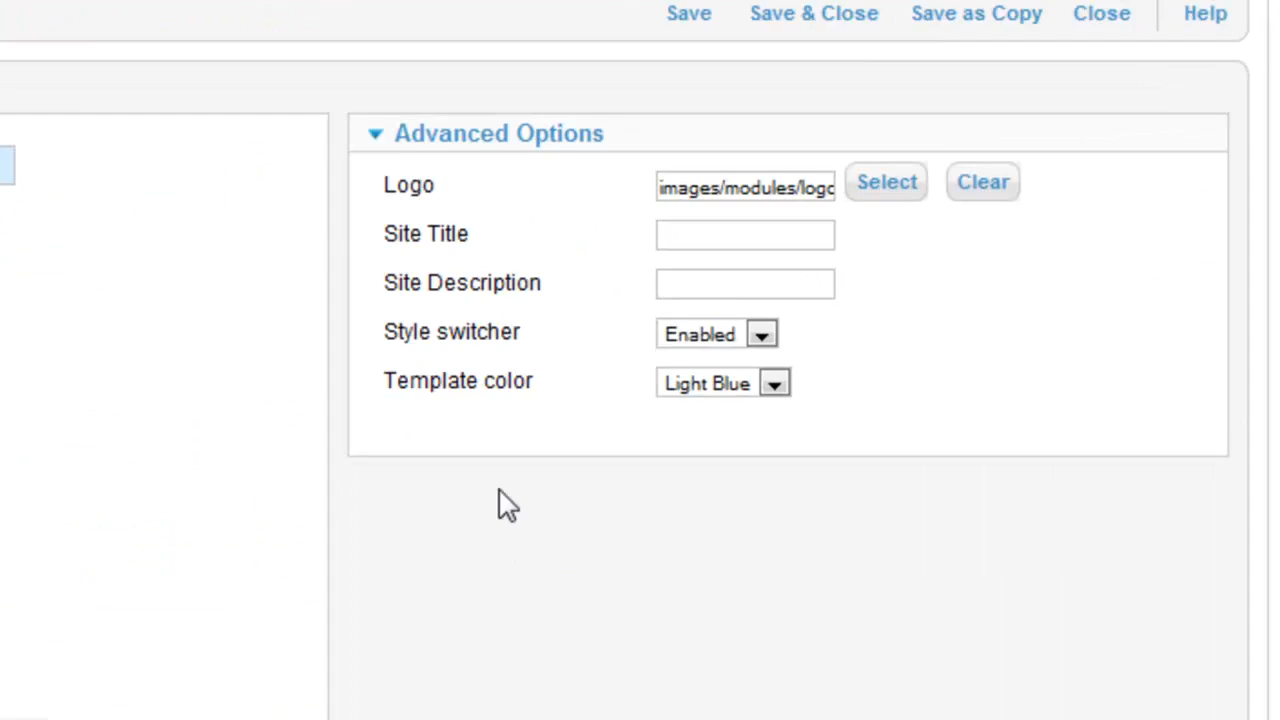 Save Save & Close Save as Copy Close Help
Advanced Options
Logo images/modules/logo Select Clear
Site Title
Site Description
Style switcher Enabled
Template color Light Blue